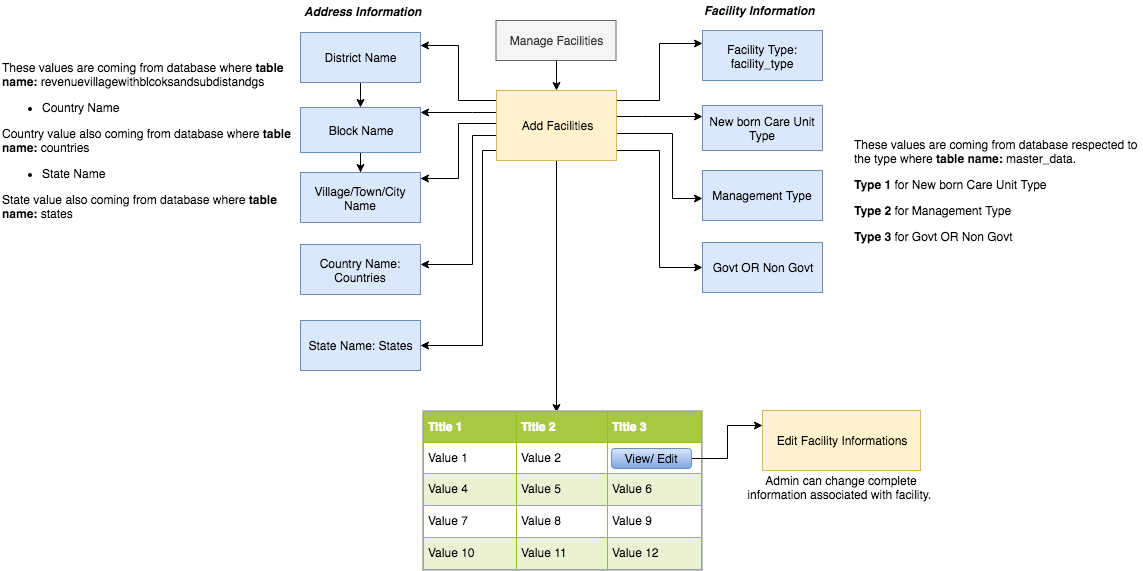 Address Information
Facility Information
Manage Facilities
Add Facilities
These values are coming from database where table
name: revenuevillagewithblcoksandsubdistandgs
• Country Name
Country value also coming from database where table
name: countries
• State Name
State value also coming from database where table
name: states
District Name
Block Name
Village/Town/City
Name
Country Name:
Countries
State Name: States
Facility Type:
facility_type
New born Care Unit
Type
Management Type
Govt OR Non Govt
These values are coming from database respected to
the type where table name: master_data.
Type 1 for New born Care Unit Type
Type 2 for Management Type
Type 3 for Govt OR Non Govt
Title 1 Title 2 Title 3
Value 1 Value 2 View/ Edit
Value 4 Value 5 Value 6
Value 7 Value 8 Value 9
Value 10 Value 11 Value 12
Edit Facility Informations
Admin can change complete
information associated with facility.